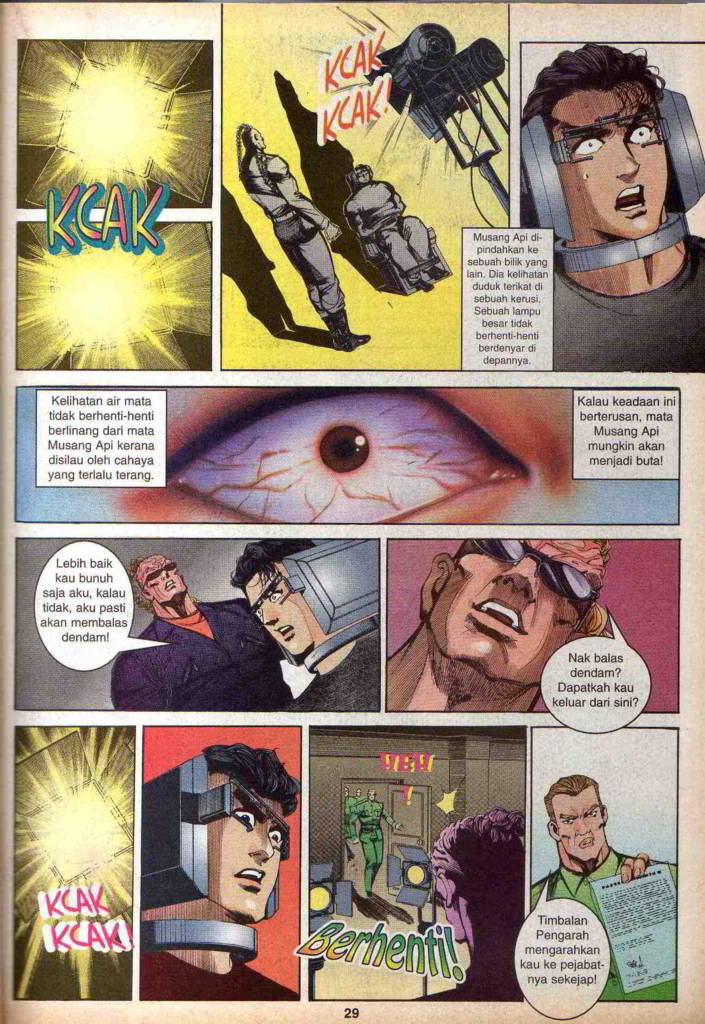 KCAK
KCAK
KCAK!
Musang Api di-
pindahkan ke
sebuah bilik yang
lain. Dia kelihatan
duduk terikat di
sebuah kerusi.
Sebuah lampu
besar tidak
berhenti-henti
berdenyar di
depannya.
Kelihatan air mata
tidak berhenti-henti
berlinang dari mata
Musang Api kerana
disilau oleh cahaya
yang terlalu terang.
Kalau keadaan ini
berterusan, mata
Musang Api
mungkin akan
menjadi buta!
Lebih baik
kau bunuh
saja aku, kalau
tidak, aku pasti
akan membalas
dendam!
Nak balas
dendam?
Dapatkah kau
keluar dari sini?
KCAK
KCAK!
Berhenti!
Timbalan
Pengarah
mengarahkan
kau ke pejabat-
nya sekejap!
29